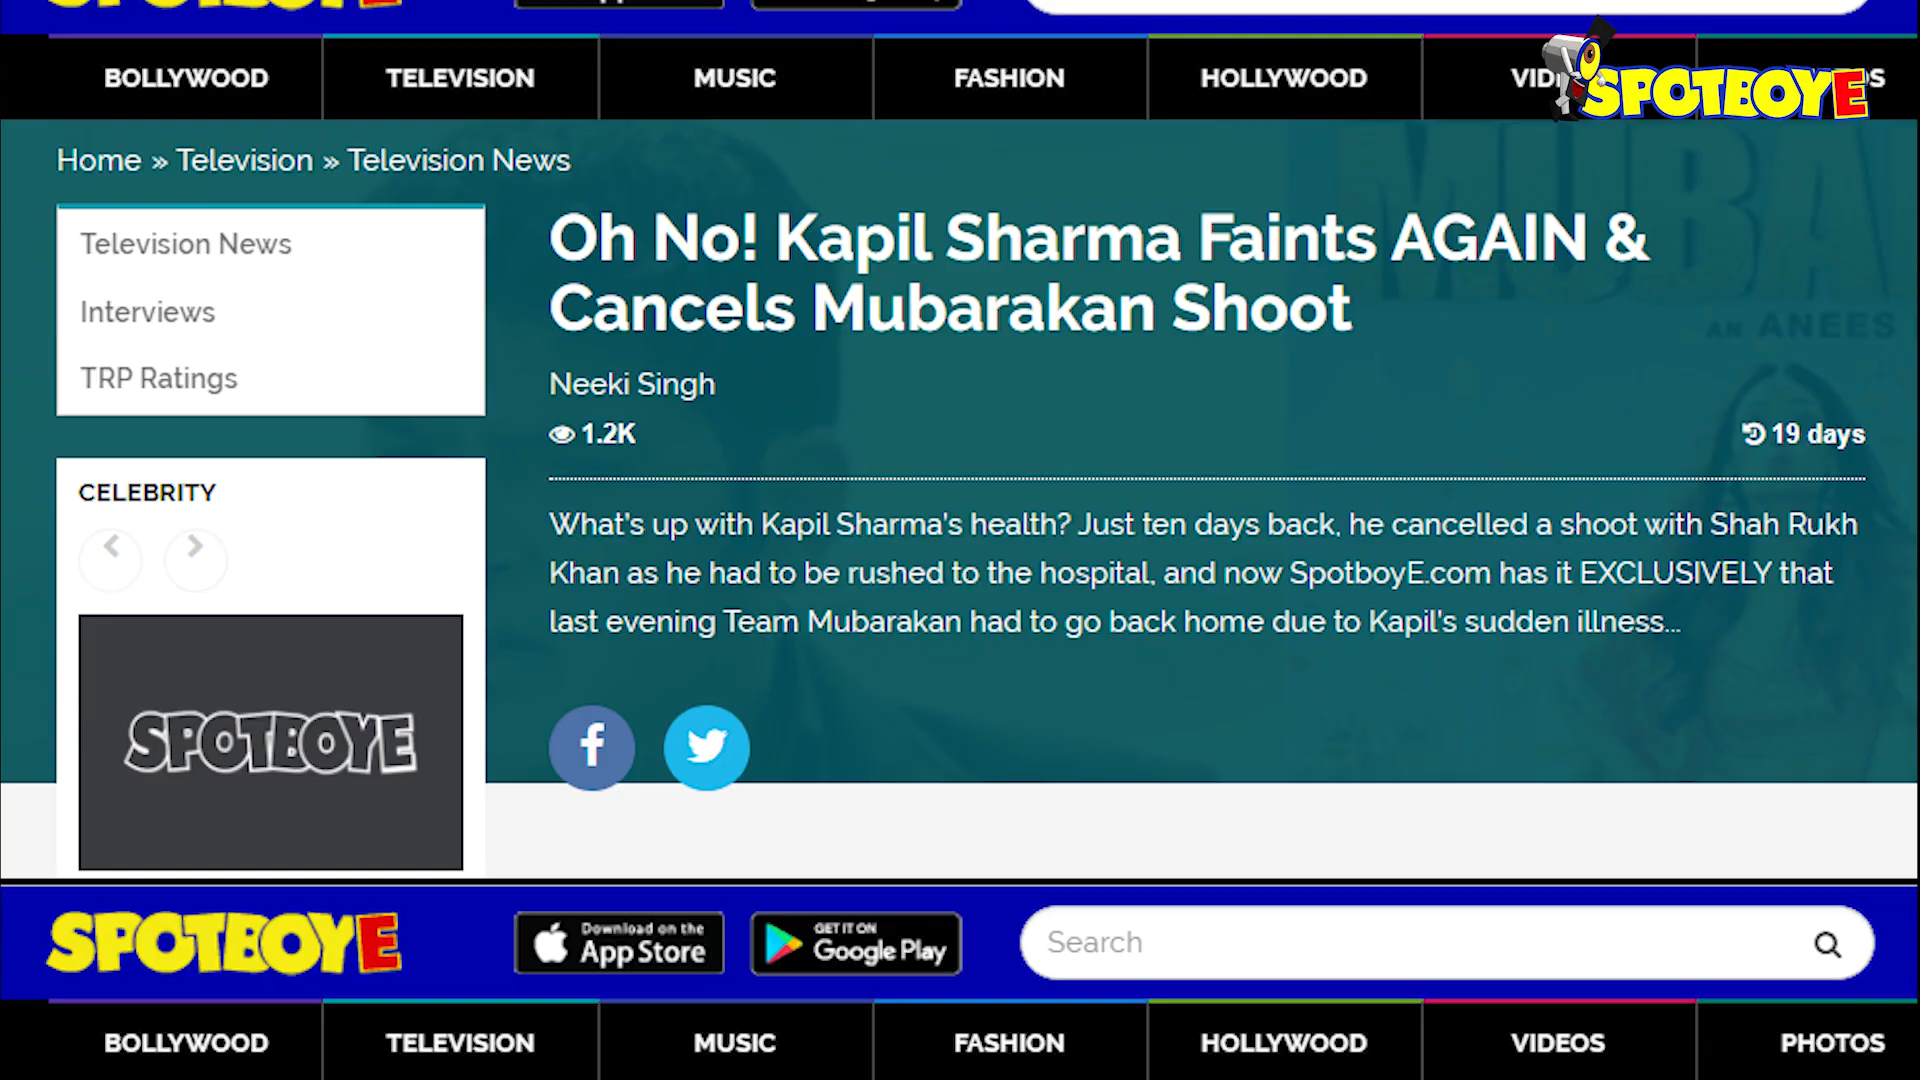 SPOTBOYE
BOLLYWOOD
TELEVISION
MUSIC
FASHION
HOLLYWOOD
SPOTBOYE
Home » Television » Television News
Television News
Interviews
TRP Ratings
Oh No! Kapil Sharma Faints AGAIN &
Cancels Mubarakan Shoot
Neeki Singh
1.2K
19 days
What's up with Kapil Sharma's health? Just ten days back, he cancelled a shoot with Shah Rukh
Khan as he had to be rushed to the hospital, and now SpotboyE.com has it EXCLUSIVELY that
last evening Team Mubarakan had to go back home due to Kapil's sudden illness...
AN ANEES
CELEBRITY
SPOTBOYE
SPOTBOYE
Download on the
App Store
GET IT ON
Google Play
Search
BOLLYWOOD
TELEVISION
MUSIC
FASHION
HOLLYWOOD
VIDEOS
PHOTOS